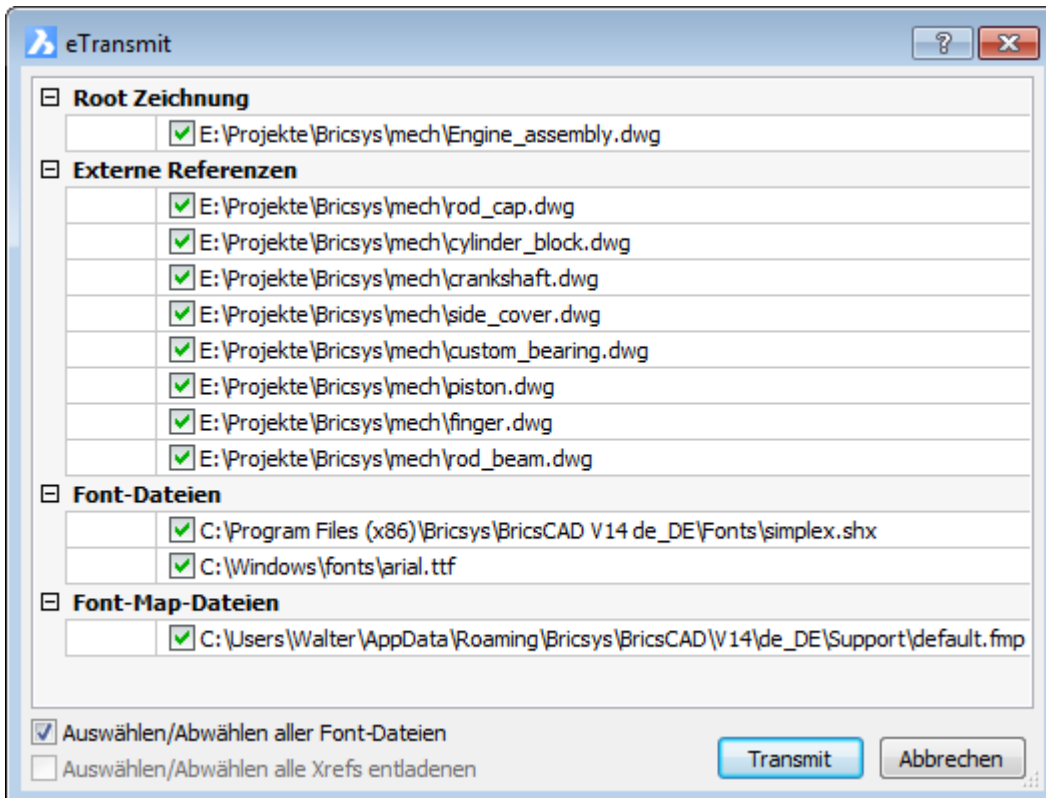 eTransmit
Root Zeichnung
E:\Projekte\Bricsys\mech\Engine_assembly.dwg
Externe Referenzen
E:\Projekte\Bricsys\mech\rod_cap.dwg
E:\Projekte\Bricsys\mech\cylinder_block.dwg
E:\Projekte\Bricsys\mech\crankshaft.dwg
E:\Projekte\Bricsys\mech\side_cover.dwg
E:\Projekte\Bricsys\mech\custom_bearing.dwg
E:\Projekte\Bricsys\mech\piston.dwg
E:\Projekte\Bricsys\mech\finger.dwg
E:\Projekte\Bricsys\mech\rod_beam.dwg
Font-Dateien
C:\Program Files (x86)\Bricsys\BricsCAD V14 de_DE\Fonts\simplex.shx
C:\Windows\fonts\arial.ttf
Font-Map-Dateien
C:\Users\Walter\AppData\Roaming\Bricsys\BricsCAD\V14\de_DE\Support\default.fmp
Auswählen/Abwählen aller Font-Dateien
Auswählen/Abwählen alle Xrefs entladenen
Transmit Abbrechen